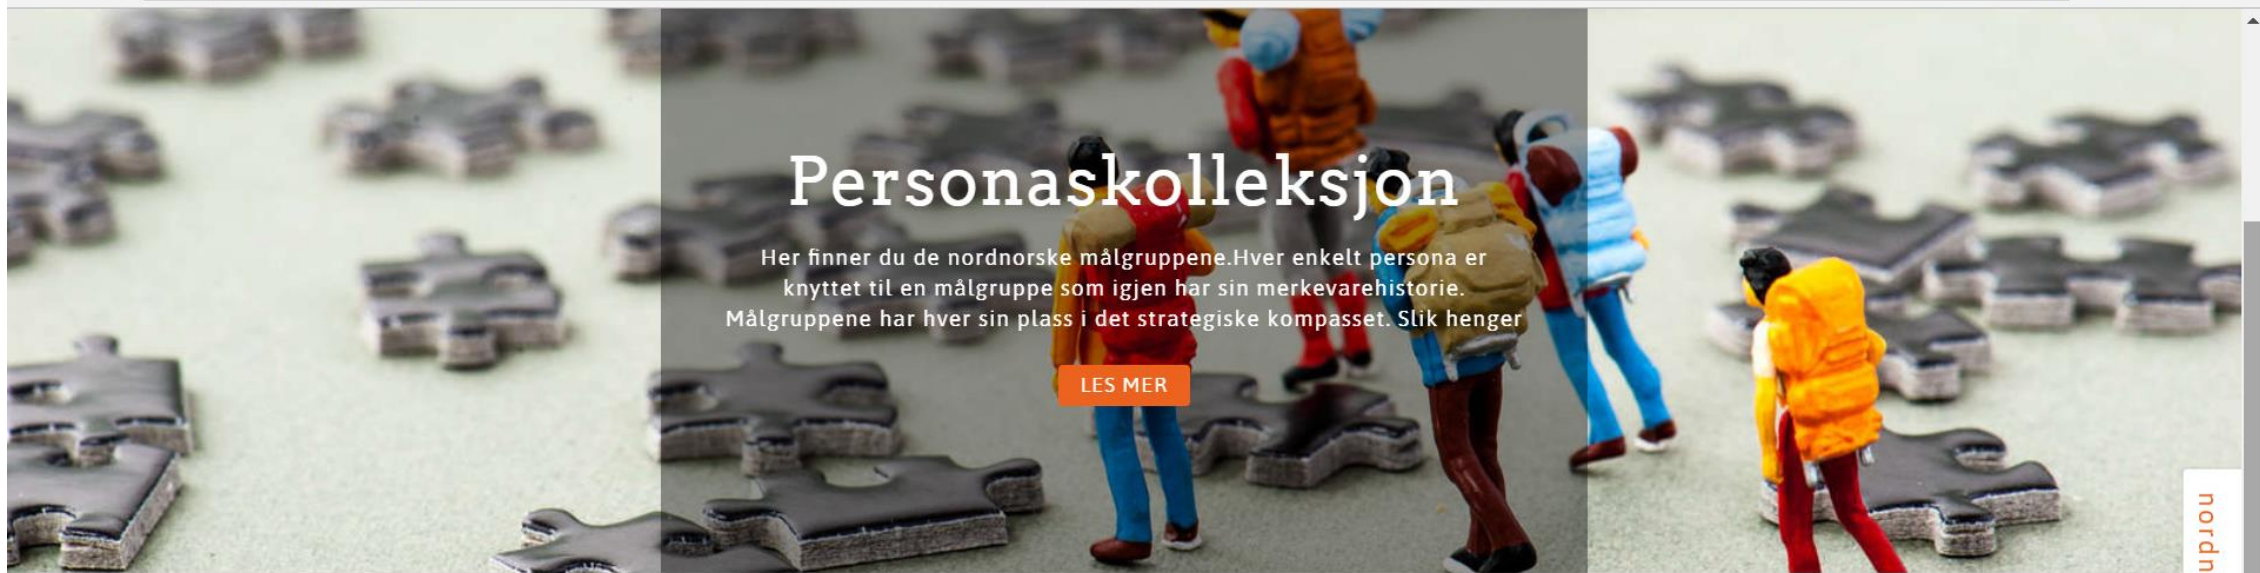 Personaskolleksjon
Her finner du de nordnorske målgruppene.Hver enkelt persona er
knyttet til en målgruppe som igjen har sin merkevarehistorie.
Målgruppene har hver sin plass i det strategiske kompasset. Slik henger
LES MER
nordn